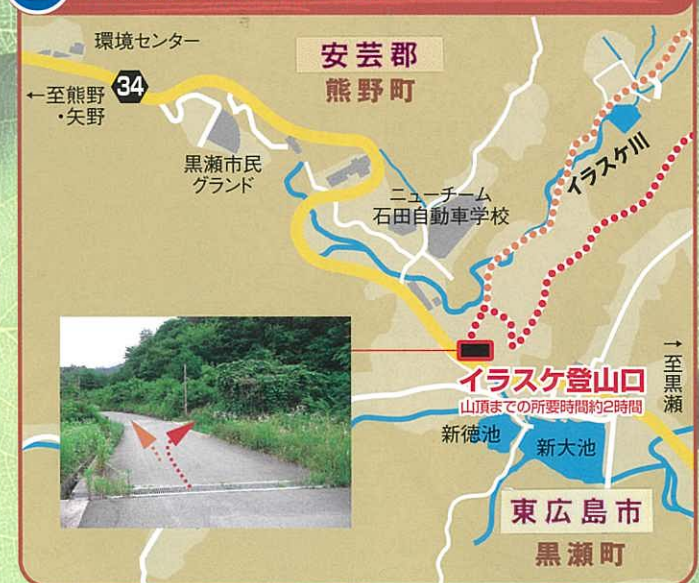 環境センター
安芸郡
熊野町
34
←至熊野
・矢野
黒瀬市民
グランド
ニューチーム
石田自動車学校
イラスケ川
イラスケ登山口
山頂までの所要時間約2時間
→至黒瀬
新徳池
新大池
東広島市
黒瀬町